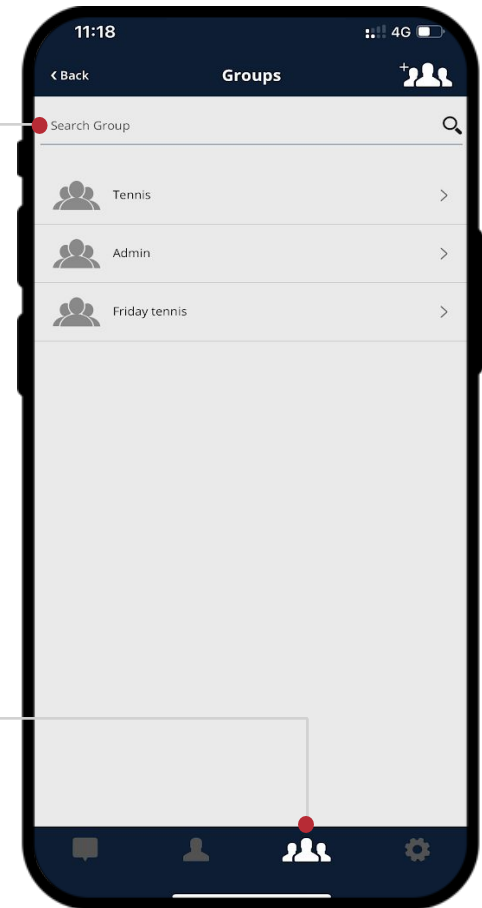 11:18
4G
Back
Groups
Search Group
Tennis
Admin
Friday tennis